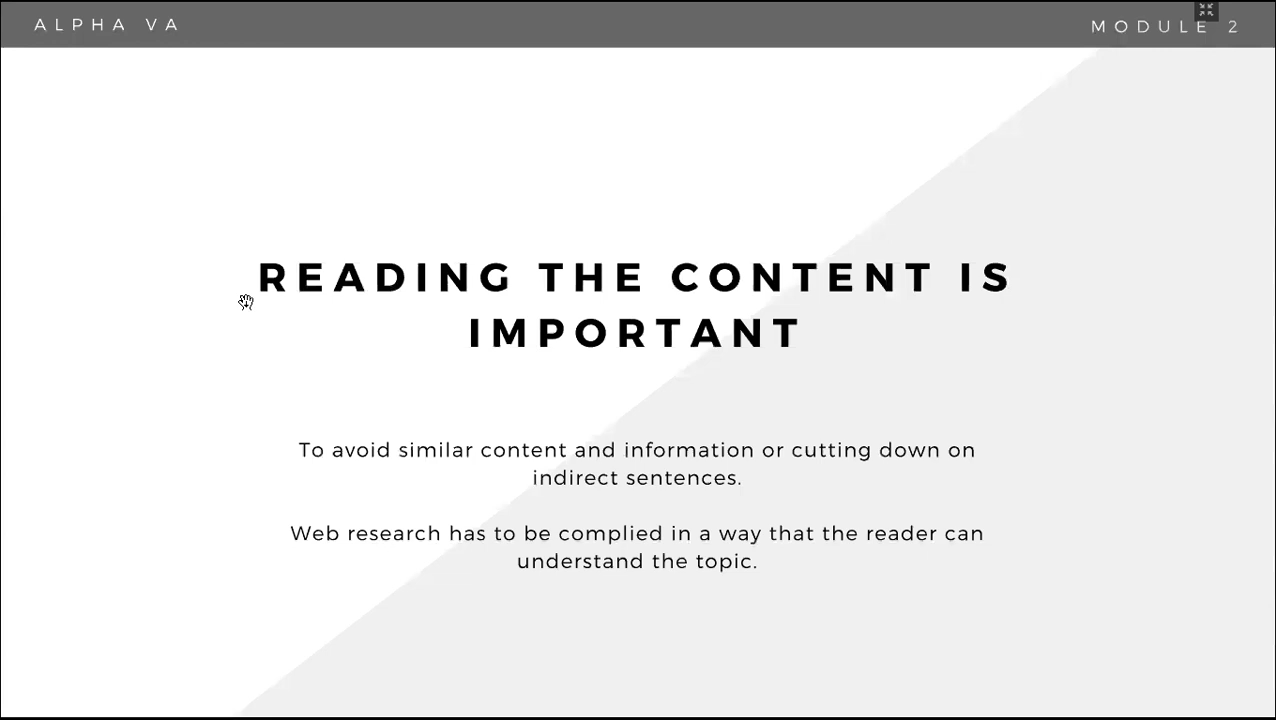 ALPHA VA
MODULE 2
READING THE CONTENT IS
IMPORTANT
To avoid similar content and information or cutting down on
indirect sentences.
Web research has to be complied in a way that the reader can
understand the topic.